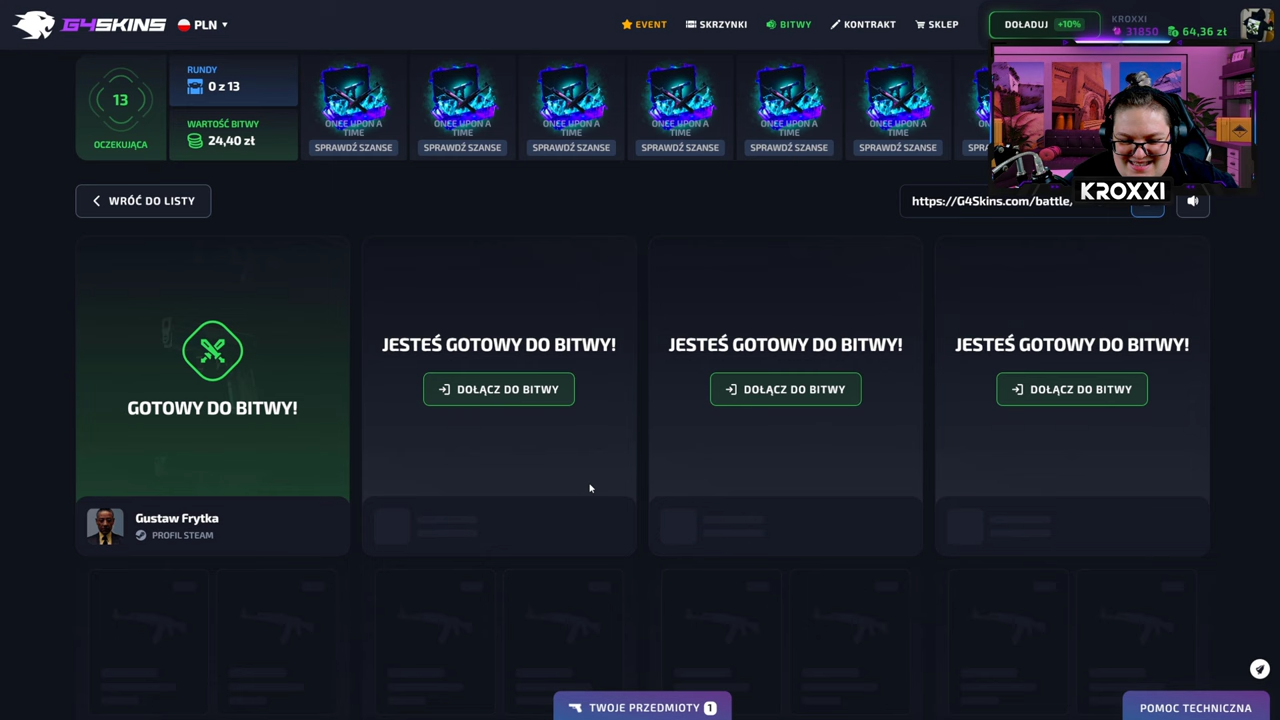 G4SKINS
PLN
EVENT
SKRZYNKI
BITWY
KONTRAKT
SKLEP
DOŁADUJ +10%
KROXXI
31850
64,36 zł
13
OCZEKUJĄCA
RUNDY
0 z 13
WARTOŚĆ BITWY
24,40 zł
ONCE UPON A
TIME
SPRAWDŹ SZANSE
ONCE UPON A
TIME
SPRAWDŹ SZANSE
ONCE UPON A
TIME
SPRAWDŹ SZANSE
ONCE UPON A
TIME
SPRAWDŹ SZANSE
ONCE UPON A
TIME
SPRAWDŹ SZANSE
ONCE UPON A
TIME
SPRAWDŹ SZANSE
KROXXI
WRÓĆ DO LISTY
https://G4Skins.com/battle/
GOTOWY DO BITWY!
JESTEŚ GOTOWY DO BITWY!
DOŁĄCZ DO BITWY
JESTEŚ GOTOWY DO BITWY!
DOŁĄCZ DO BITWY
JESTEŚ GOTOWY DO BITWY!
DOŁĄCZ DO BITWY
Gustaw Frytka
PROFIL STEAM
TWOJE PRZEDMIOTY 1
POMOC TECHNICZNA